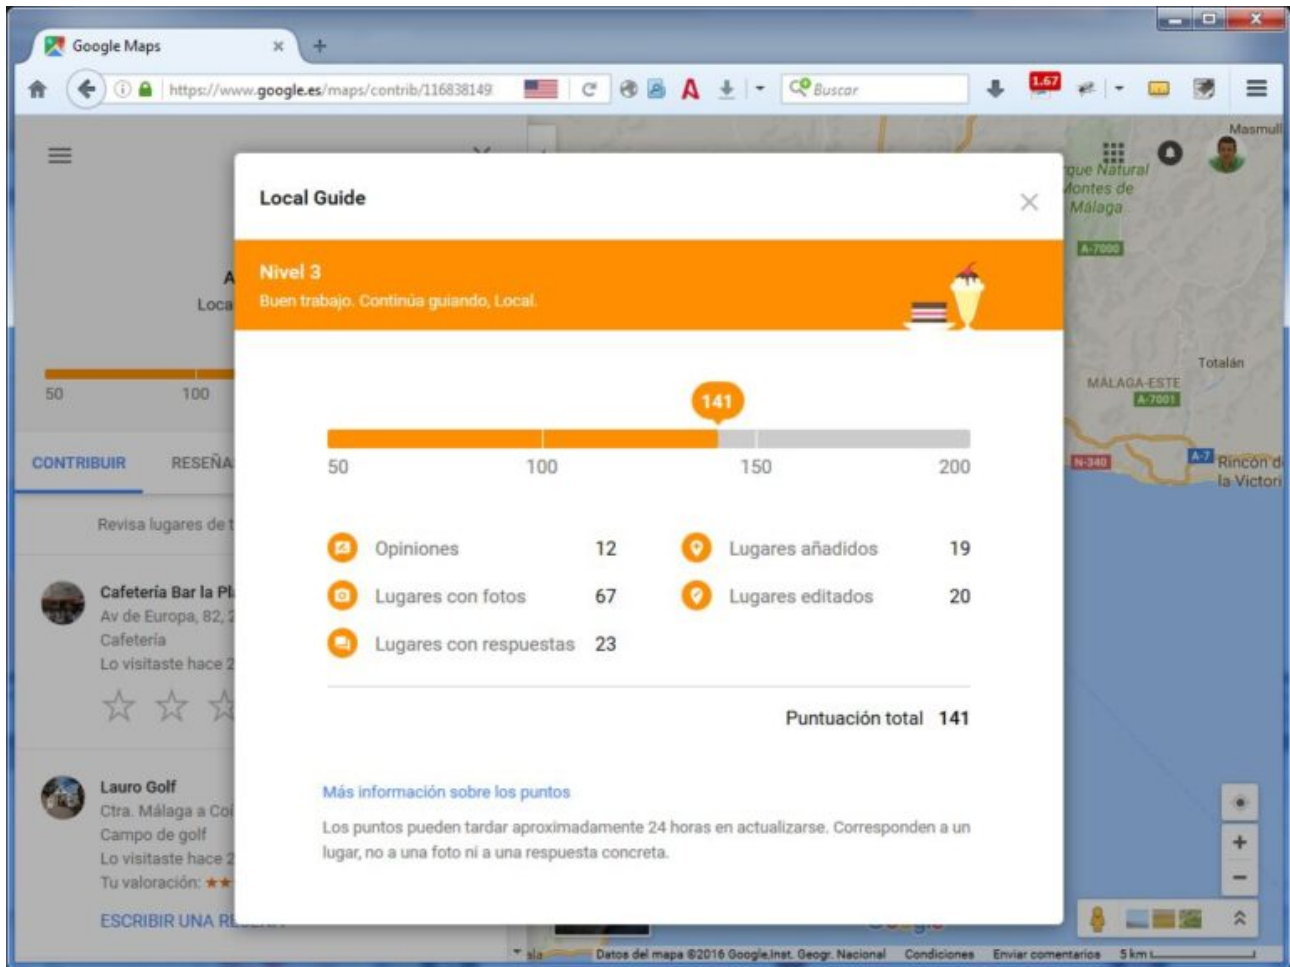 Google Maps
https://www.google.es/maps/contrib/116838149
Buscar
1.67
Masmull
Natural
Montes de
Málaga
A-7000
Local Guide
Nivel 3
Buen trabajo. Continúa guiando, Local.
A
Loca
50 100
141
50 100 150 200
Totalán
MÁLAGA-ESTE
A-7001
N-340
A-7
Rincón d
la Victori
CONTRIBUIR RESEÑA
Revisa lugares de t
Opiniones 12 Lugares añadidos 19
Lugares con fotos 67 Lugares editados 20
Lugares con respuestas 23
Puntuación total 141
Cafetería Bar la Pl
Av de Europa, 82, 2
Cafetería
Lo visitaste hace 2
Lauro Golf
Ctra. Málaga a Coí
Campo de golf
Lo visitaste hace 2
Tu valoración:
ESCRIBIR UNA RE
Más información sobre los puntos
Los puntos pueden tardar aproximadamente 24 horas en actualizarse. Corresponden a un
lugar, no a una foto ni a una respuesta concreta.
Datos del mapa ©2016 Google,Inst. Geogr. Nacional Condiciones Enviar comentarios 5 km